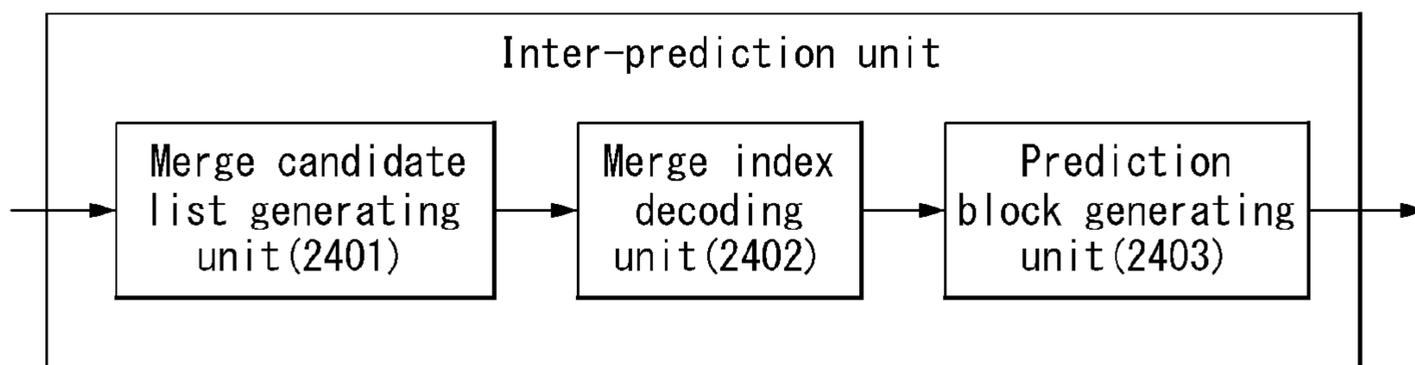 Inter-prediction unit
Merge candidate
list generating
unit(2401)
Merge index
decoding
unit(2402)
Prediction
block generating
unit(2403)